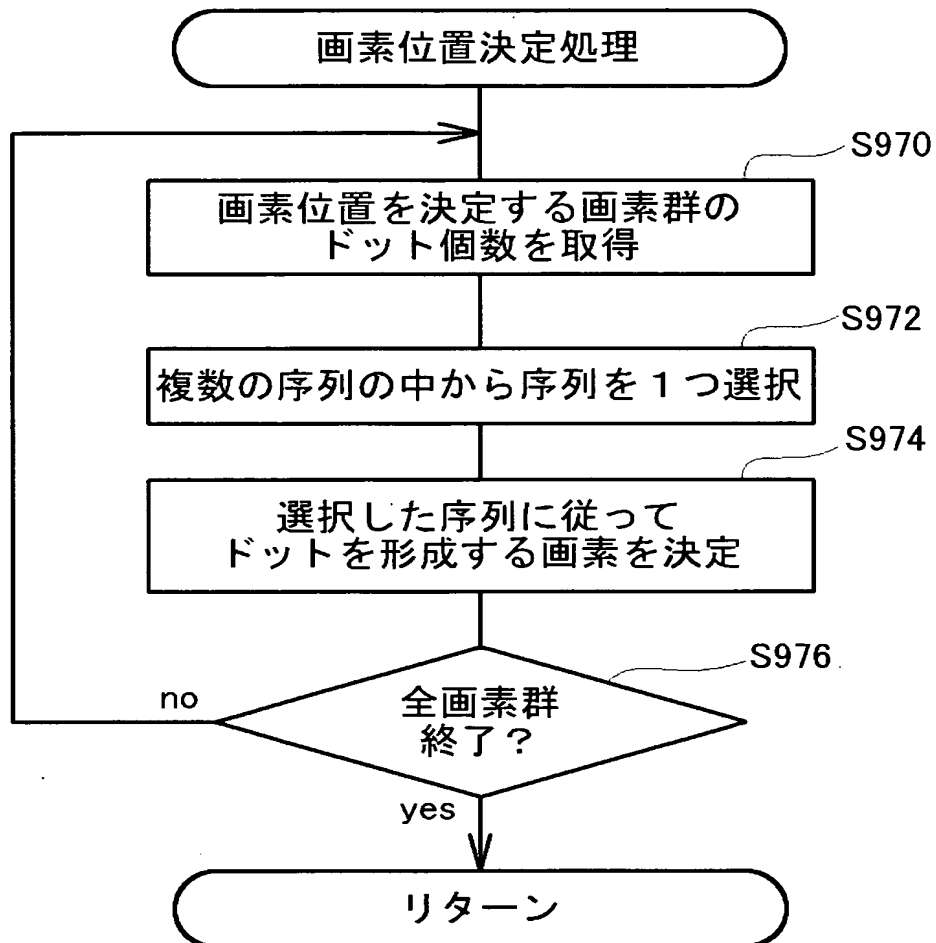 画素位置決定処理
S970
画素位置を決定する画素群の
ドット個数を取得
S972
複数の序列の中から序列を１つ選択
S974
選択した序列に従って
ドットを形成する画素を決定
S976
no
全画素群
終了？
yes
リターン